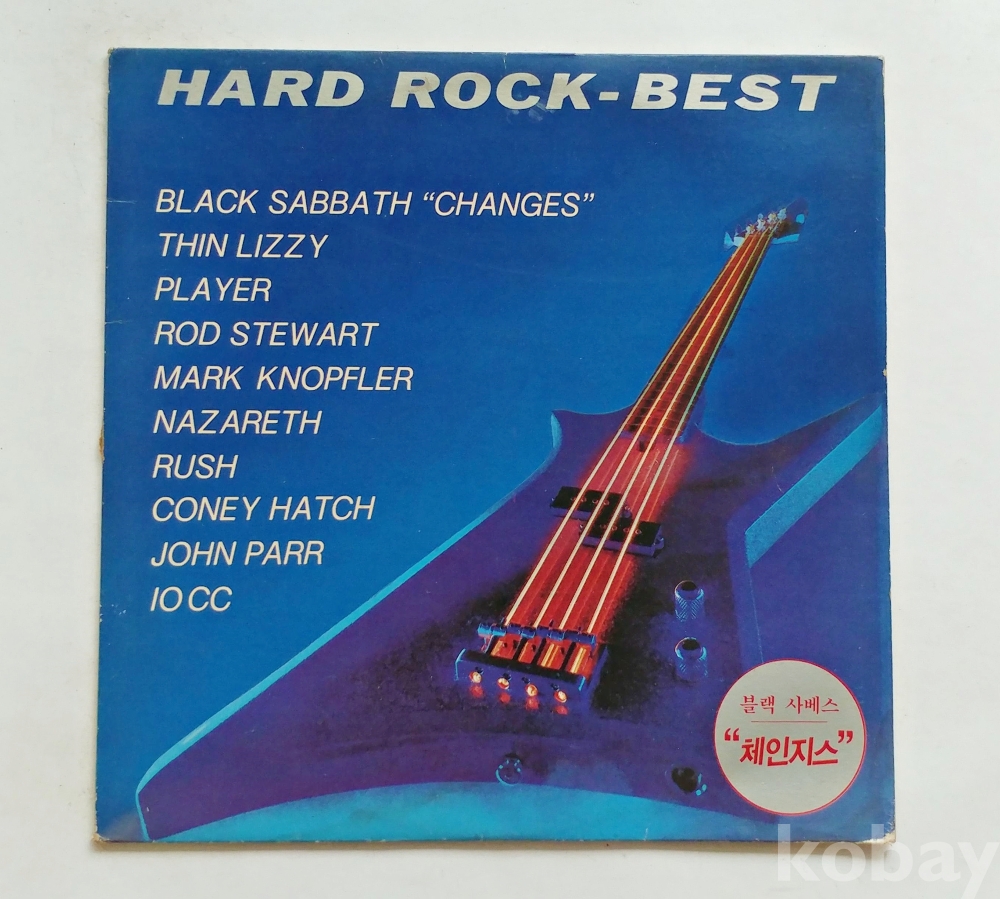 HARD ROCK-BEST
BLACK SABBATH “CHANGES”
THIN LIZZY
PLAYER
ROD STEWART
MARK KNOPFLER
NAZARETH
RUSH
CONEY HATCH
JOHN PARR
10 CC
블랙 사베스
“체인지스”
kobay